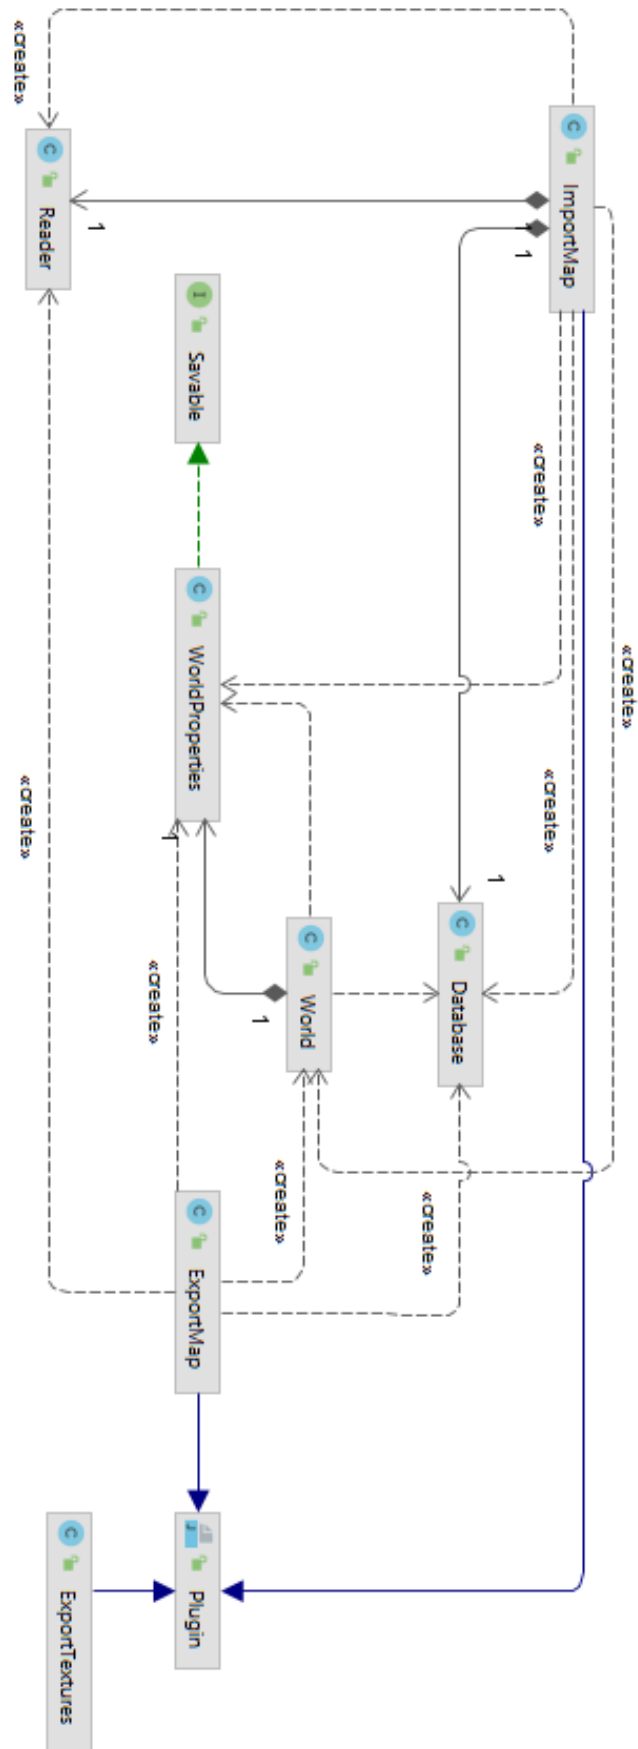 «create»
ImportMap
«create»
«create»
1
1
1
Database
«create»
World
«create»
1
Savable
WorldProperties
ExportMap
Plugin
1
«create»
1
ExportTextures
Reader
«create»
«create»